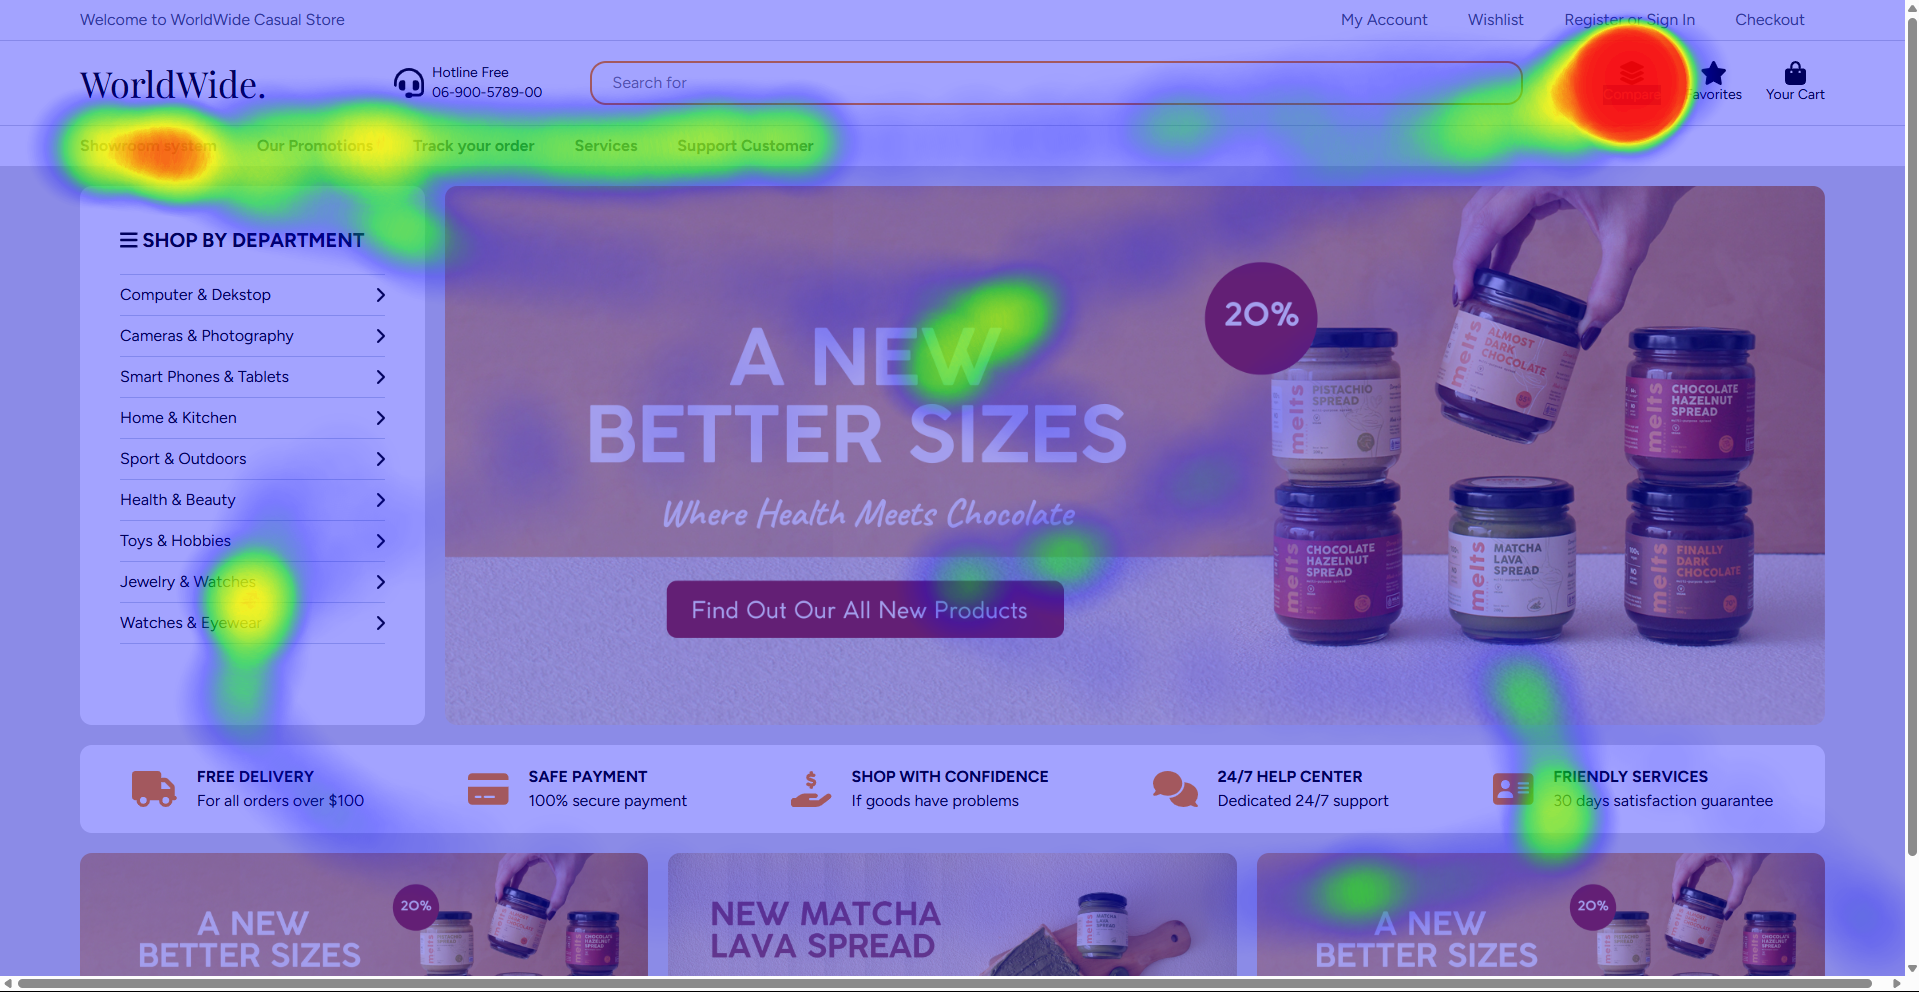 Welcome to WorldWide Casual Store
My Account
Wishlist
Register or Sign In
Checkout
WorldWide.
Hotline Free
06-900-5789-00
Search for
Compare
Favorites
Your Cart
Showroom system
Our Promotions
Track your order
Services
Support Customer
SHOP BY DEPARTMENT
Computer & Dekstop
Cameras & Photography
Smart Phones & Tablets
Home & Kitchen
Sport & Outdoors
Health & Beauty
Toys & Hobbies
Jewelry & Watches
Watches & Eyewear
A NEW
BETTER SIZES
Where Health Meets Chocolate
Find Out Our All New Products
20%
melts
PISTACHIO
SPREAD
melts
ALMOST
DARK
CHOCOLATE
melts
CHOCOLATE
HAZELNUT
SPREAD
melts
CHOCOLATE
HAZELNUT
SPREAD
melts
MATCHA
LAVA
SPREAD
melts
FINALLY
DARK
CHOCOLATE
FREE DELIVERY
For all orders over $100
SAFE PAYMENT
100% secure payment
SHOP WITH CONFIDENCE
If goods have problems
24/7 HELP CENTER
Dedicated 24/7 support
FRIENDLY SERVICES
30 days satisfaction guarantee
A NEW
BETTER SIZES
20%
NEW MATCHA
LAVA SPREAD
A NEW
BETTER SIZES
20%